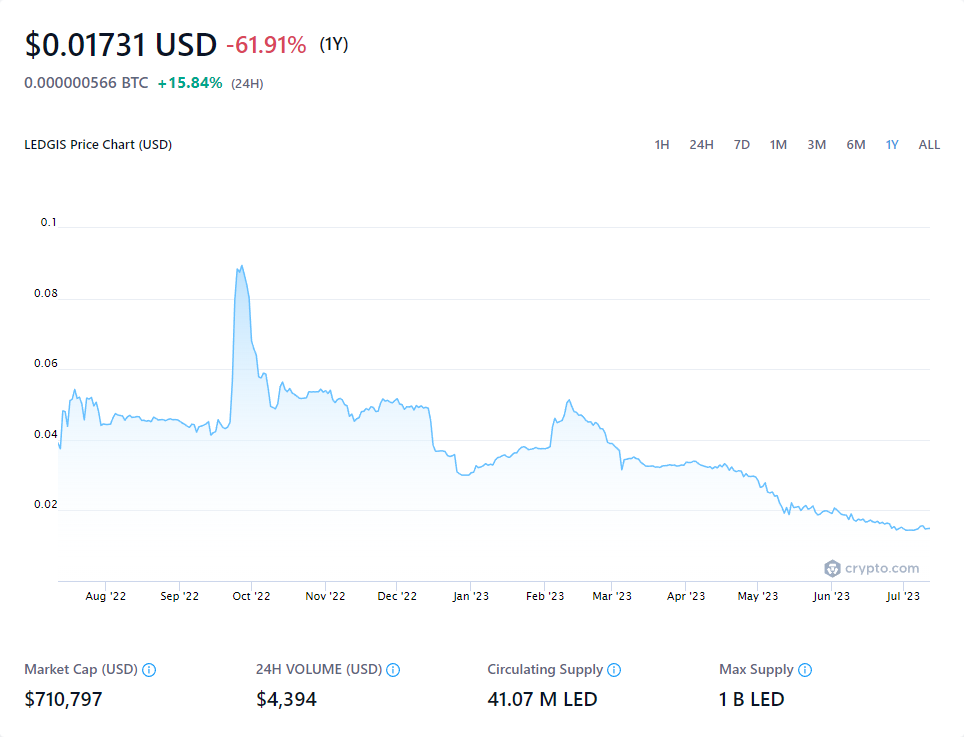 $0.01731 USD -61.91% (1Y)
0.000000566 BTC +15.84% (24H)
LEDGIS Price Chart (USD) 1H 24H 7D 1M 3M 6M 1Y ALL
0.1
0.08
0.06
0.04
0.02
crypto.com
Aug '22 Sep '22 Oct '22 Nov '22 Dec '22 Jan '23 Feb '23 Mar '23 Apr '23 May '23 Jun '23 Jul '23
Market Cap (USD) 24H VOLUME (USD) Circulating Supply Max Supply
$710,797 $4,394 41.07 M LED 1 B LED